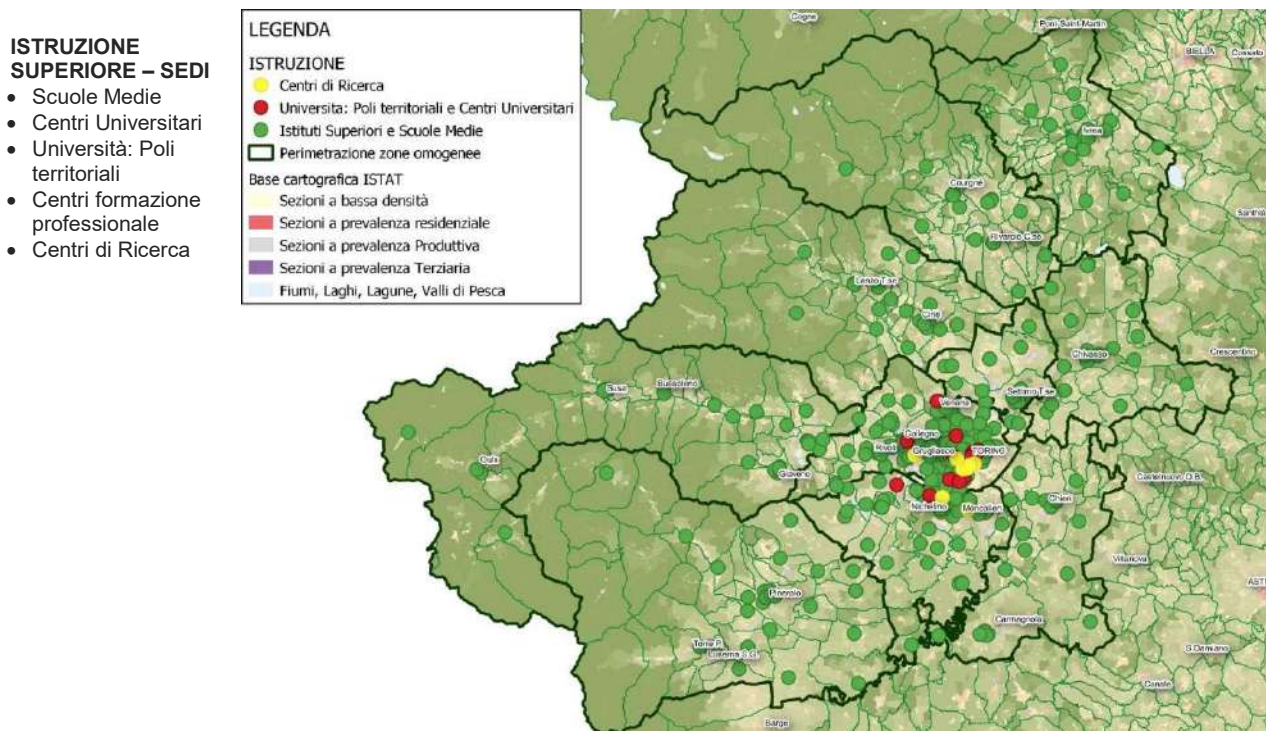 ISTRUZIONE
SUPERIORE – SEDI
• Scuole Medie
• Centri Universitari
• Università: Poli
territoriali
• Centri formazione
professionale
• Centri di Ricerca
LEGENDA
ISTRUZIONE
Centri di Ricerca
Universita: Poli territoriali e Centri Universitari
Istituti Superiori e Scuole Medie
Perimetrazione zone omogenee
Base cartografica ISTAT
Sezioni a bassa densità
Sezioni a prevalenza residenziale
Sezioni a prevalenza Produttiva
Sezioni a prevalenza Terziaria
Fiumi, Laghi, Lagune, Valli di Pesca
Cogne
Pont-Saint-Martin
BIELLA
Cossato
Ivrea
Courgnè
Santhià
Rivarolo C.se
Lanzo T.se
Ciriè
Chivasso
Crescentino
Susa
Bussoleno
Settimo T.se
Venaria
Collegno
Rivoli
Grugliasco
TORINO
Oulx
Giaveno
Castelnuovo D.B.
Chieri
Nichelino
Moncalieri
Villanova
ASTI
Pinerolo
Carmagnola
Torre P.
Luserna S.G.
S.Damiano
Canale
Barge